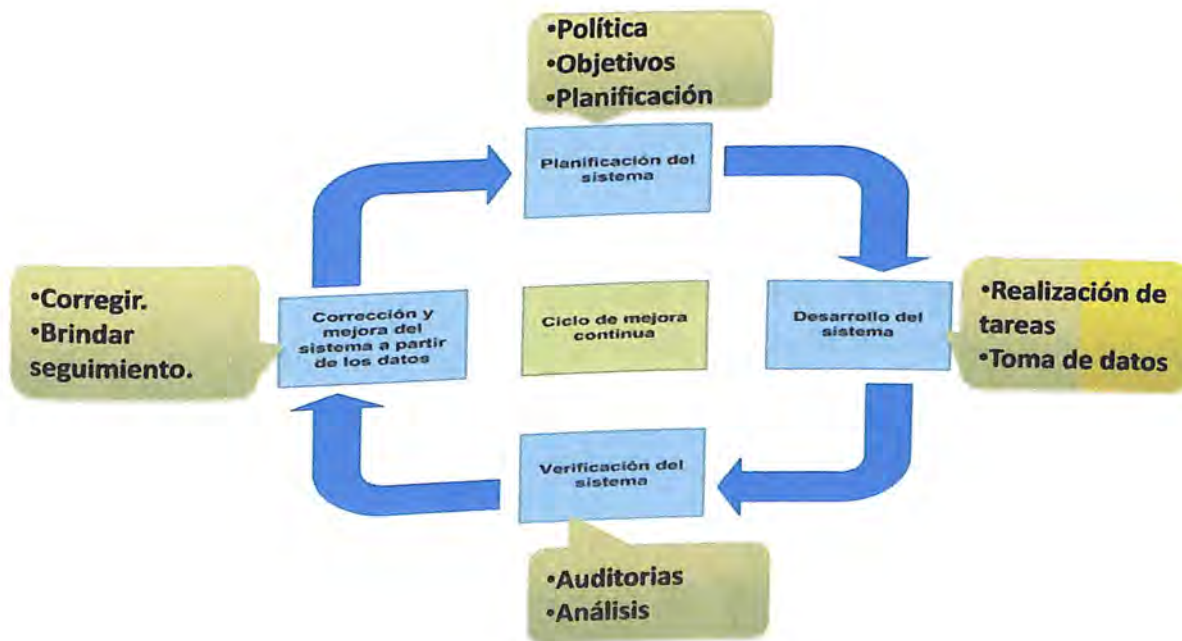 •Política
•Objetivos
•Planificación
Planificación del
sistema
•Corregir.
•Brindar
seguimiento.
Corrección y
mejora del
sistema a partir
de los datos
Ciclo de mejora
continua
Desarrollo del
sistema
•Realización de
tareas
•Toma de datos
Verificación del
sistema
•Auditorias
•Análisis